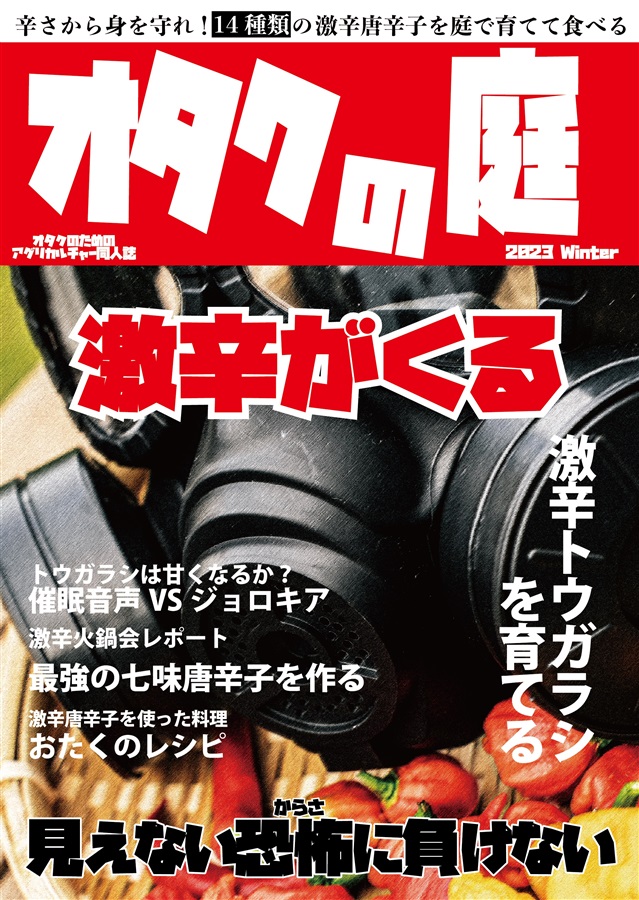 辛さから身を守れ！14種類の激辛唐辛子を庭で育てて食べる
オタクの庭
オタクのための
アグリカルチャー同人誌
2023 Winter
激辛がくる
激辛トウガラシ
を育てる
トウガラシは甘くなるか？
催眠音声 VS ジョロキア
激辛火鍋会レポート
最強の七味唐辛子を作る
激辛唐辛子を使った料理
おたくのレシピ
からさ
見えない恐怖に負けない